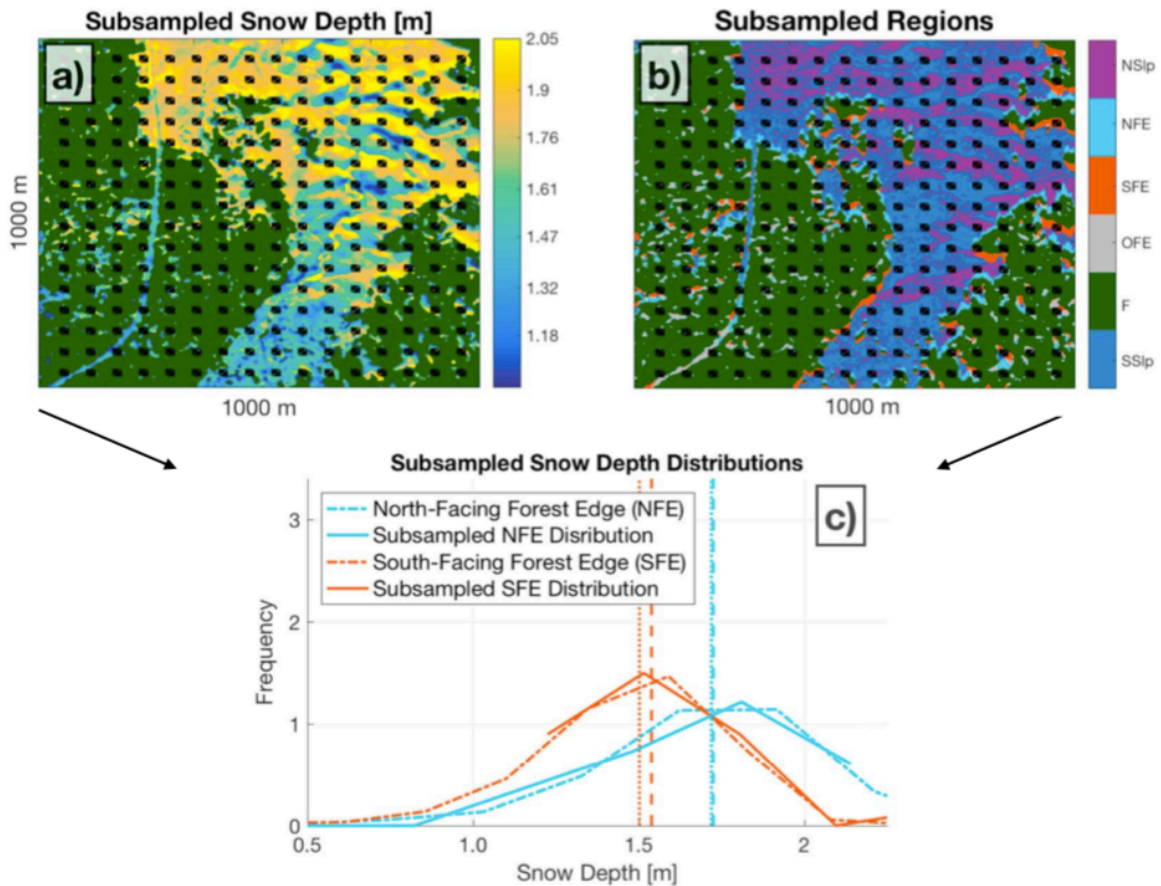 Subsampled Snow Depth [m]
a)
2.05
1.9
1.76
1.61
1.47
1.32
1.18
1000 m
1000 m
Subsampled Regions
b)
NSlp
NFE
SFE
OFE
F
SSlp
1000 m
Subsampled Snow Depth Distributions
c)
North-Facing Forest Edge (NFE)
Subsampled NFE Disribution
South-Facing Forest Edge (SFE)
Subsampled SFE Distribution
3
2
1
0
Frequency
0.5
1.0
1.5
2
Snow Depth [m]